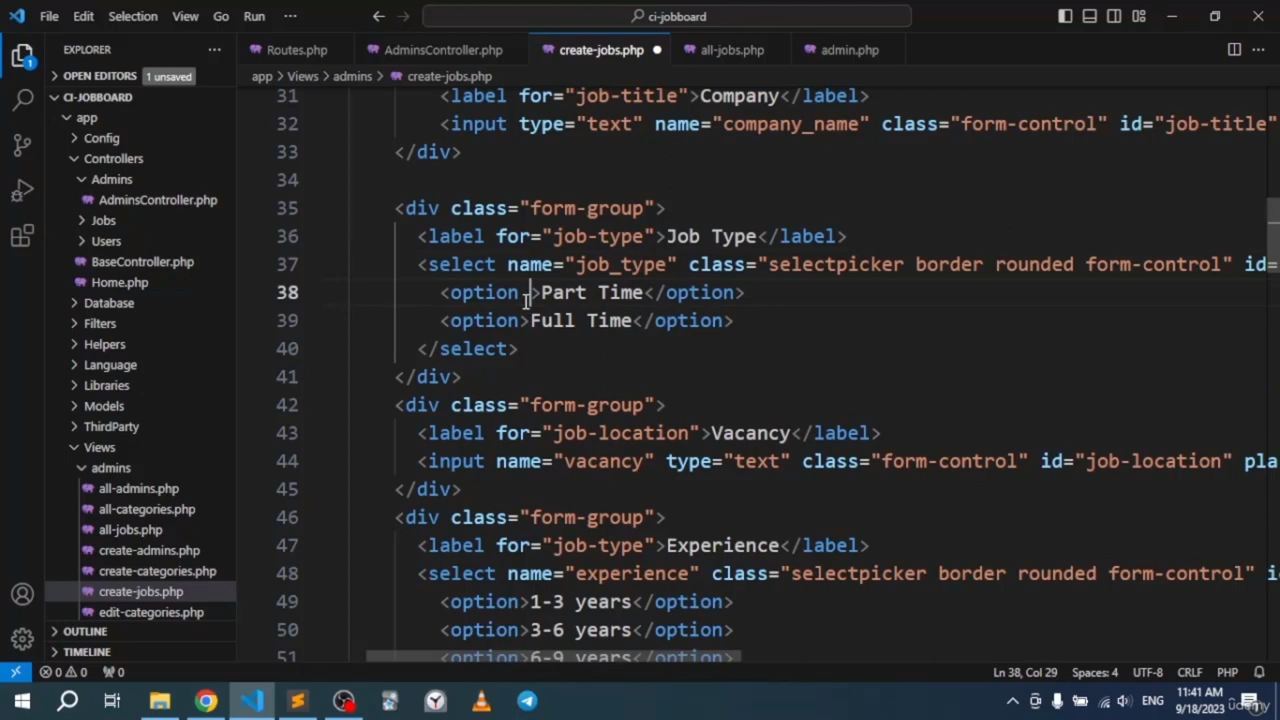 File Edit Selection View Go Run ··· ci-jobboard
EXPLORER ···
Routes.php AdminsController.php create-jobs.php all-jobs.php admin.php
OPEN EDITORS 1 unsaved
app > Views > admins > create-jobs.php
CI-JOBBOARD
app
Config
Controllers
Admins
AdminsController.php
Jobs
Users
BaseController.php
Home.php
Database
Filters
Helpers
Language
Libraries
Models
ThirdParty
Views
admins
all-admins.php
all-categories.php
all-jobs.php
create-admins.php
create-categories.php
create-jobs.php
edit-categories.php
OUTLINE
TIMELINE
31 <label for="job-title">Company</label>
32 <input type="text" name="company_name" class="form-control" id="job-title"
33 </div>
34
35 <div class="form-group">
36 <label for="job-type">Job Type</label>
37 <select name="job_type" class="selectpicker border rounded form-control" id=
38 <option >Part Time</option>
39 <option>Full Time</option>
40 </select>
41 </div>
42 <div class="form-group">
43 <label for="job-location">Vacancy</label>
44 <input name="vacancy" type="text" class="form-control" id="job-location" pla
45 </div>
46 <div class="form-group">
47 <label for="job-type">Experience</label>
48 <select name="experience" class="selectpicker border rounded form-control" i
49 <option>1-3 years</option>
50 <option>3-6 years</option>
51 <option>6-9 years</option>
0 0 0 Ln 38, Col 29 Spaces: 4 UTF-8 CRLF PHP
ENG 11:41 AM
9/18/2023
udemy